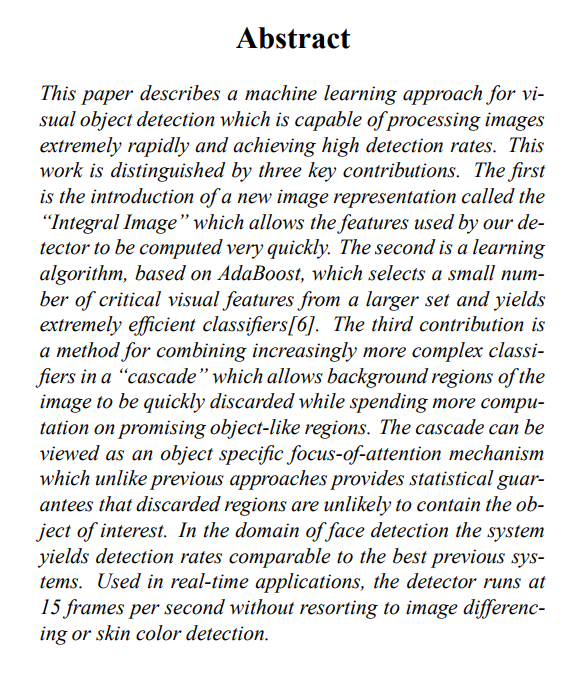 Abstract
This paper describes a machine learning approach for vi-
sual object detection which is capable of processing images
extremely rapidly and achieving high detection rates. This
work is distinguished by three key contributions. The first
is the introduction of a new image representation called the
“Integral Image” which allows the features used by our de-
tector to be computed very quickly. The second is a learning
algorithm, based on AdaBoost, which selects a small num-
ber of critical visual features from a larger set and yields
extremely efficient classifiers[6]. The third contribution is
a method for combining increasingly more complex classi-
fiers in a “cascade” which allows background regions of the
image to be quickly discarded while spending more compu-
tation on promising object-like regions. The cascade can be
viewed as an object specific focus-of-attention mechanism
which unlike previous approaches provides statistical guar-
antees that discarded regions are unlikely to contain the ob-
ject of interest. In the domain of face detection the system
yields detection rates comparable to the best previous sys-
tems. Used in real-time applications, the detector runs at
15 frames per second without resorting to image differenc-
ing or skin color detection.